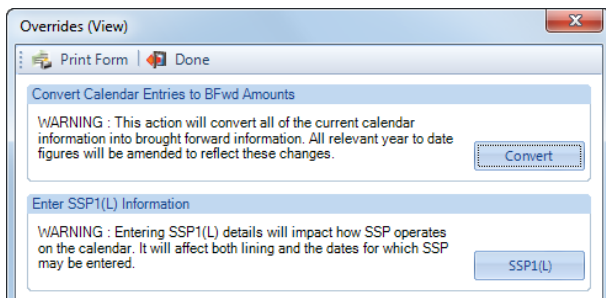 Overrides (View)
Print Form Done
Convert Calendar Entries to BFwd Amounts
WARNING : This action will convert all of the current calendar
information into brought forward information. All relevant year to date
figures will be amended to reflect these changes.
Convert
Enter SSP1(L) Information
WARNING : Entering SSP1(L) details will impact how SSP operates
on the calendar. It will affect both lining and the dates for which SSP
may be entered.
SSP1(L)